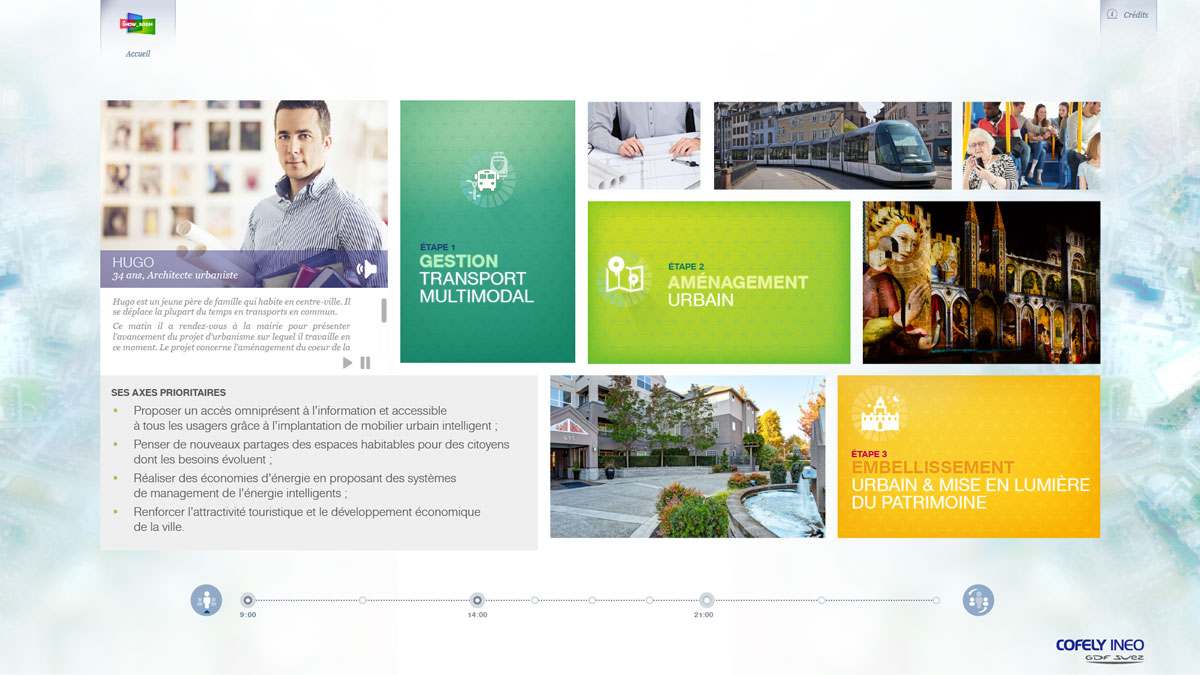 SHOW_ROOM
Accueil
Crédits
HUGO
34 ans, Architecte urbaniste
Hugo est un jeune père de famille qui habite en centre-ville. Il
se déplace la plupart du temps en transports en commun.
Ce matin il a rendez-vous à la mairie pour présenter
l'avancement du projet d'urbanisme sur lequel il travaille en
ce moment. Le projet concerne l'aménagement du coeur de la
ÉTAPE 1
GESTION
TRANSPORT
MULTIMODAL
ÉTAPE 2
AMÉNAGEMENT
URBAIN
SES AXES PRIORITAIRES
• Proposer un accès omniprésent à l'information et accessible
à tous les usagers grâce à l'implantation de mobilier urbain intelligent ;
• Penser de nouveaux partages des espaces habitables pour des citoyens
dont les besoins évoluent ;
• Réaliser des économies d'énergie en proposant des systèmes
de management de l'énergie intelligents ;
• Renforcer l'attractivité touristique et le développement économique
de la ville.
ÉTAPE 3
EMBELLISSEMENT
URBAIN & MISE EN LUMIÈRE
DU PATRIMOINE
9:00
14:00
21:00
COFELY INEO
GDF SUEZ